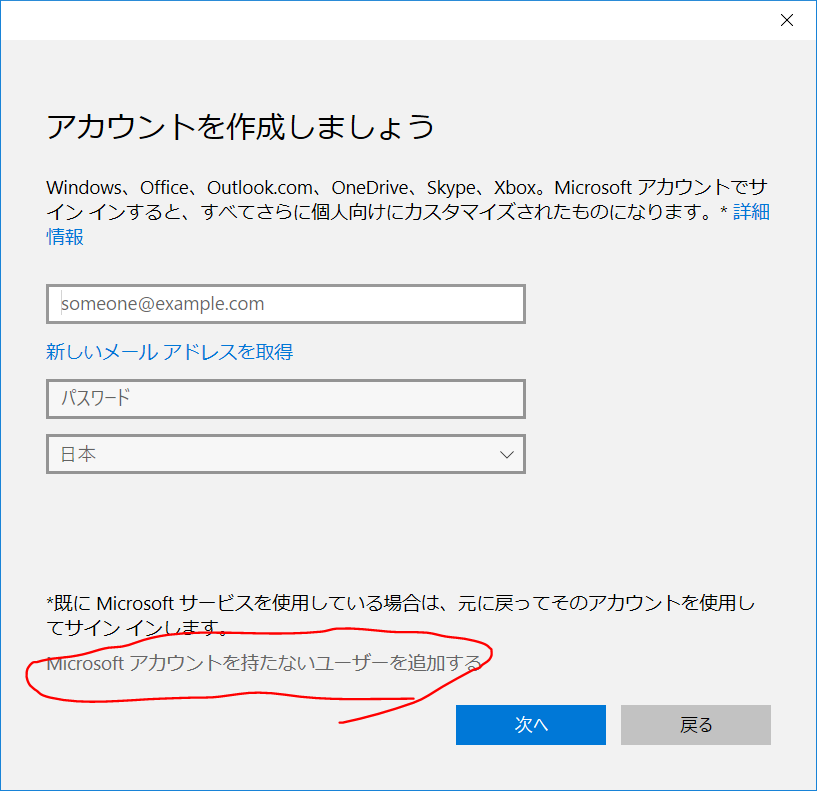 アカウントを作成しましょう
Windows、Office、Outlook.com、OneDrive、Skype、Xbox。Microsoft アカウントでサ
イン インすると、すべてさらに個人向けにカスタマイズされたものになります。* 詳細
情報
someone@example.com
新しいメール アドレスを取得
パスワード
日本
*既に Microsoft サービスを使用している場合は、元に戻ってそのアカウントを使用し
てサイン インします。
Microsoft アカウントを持たないユーザーを追加する
次へ
戻る